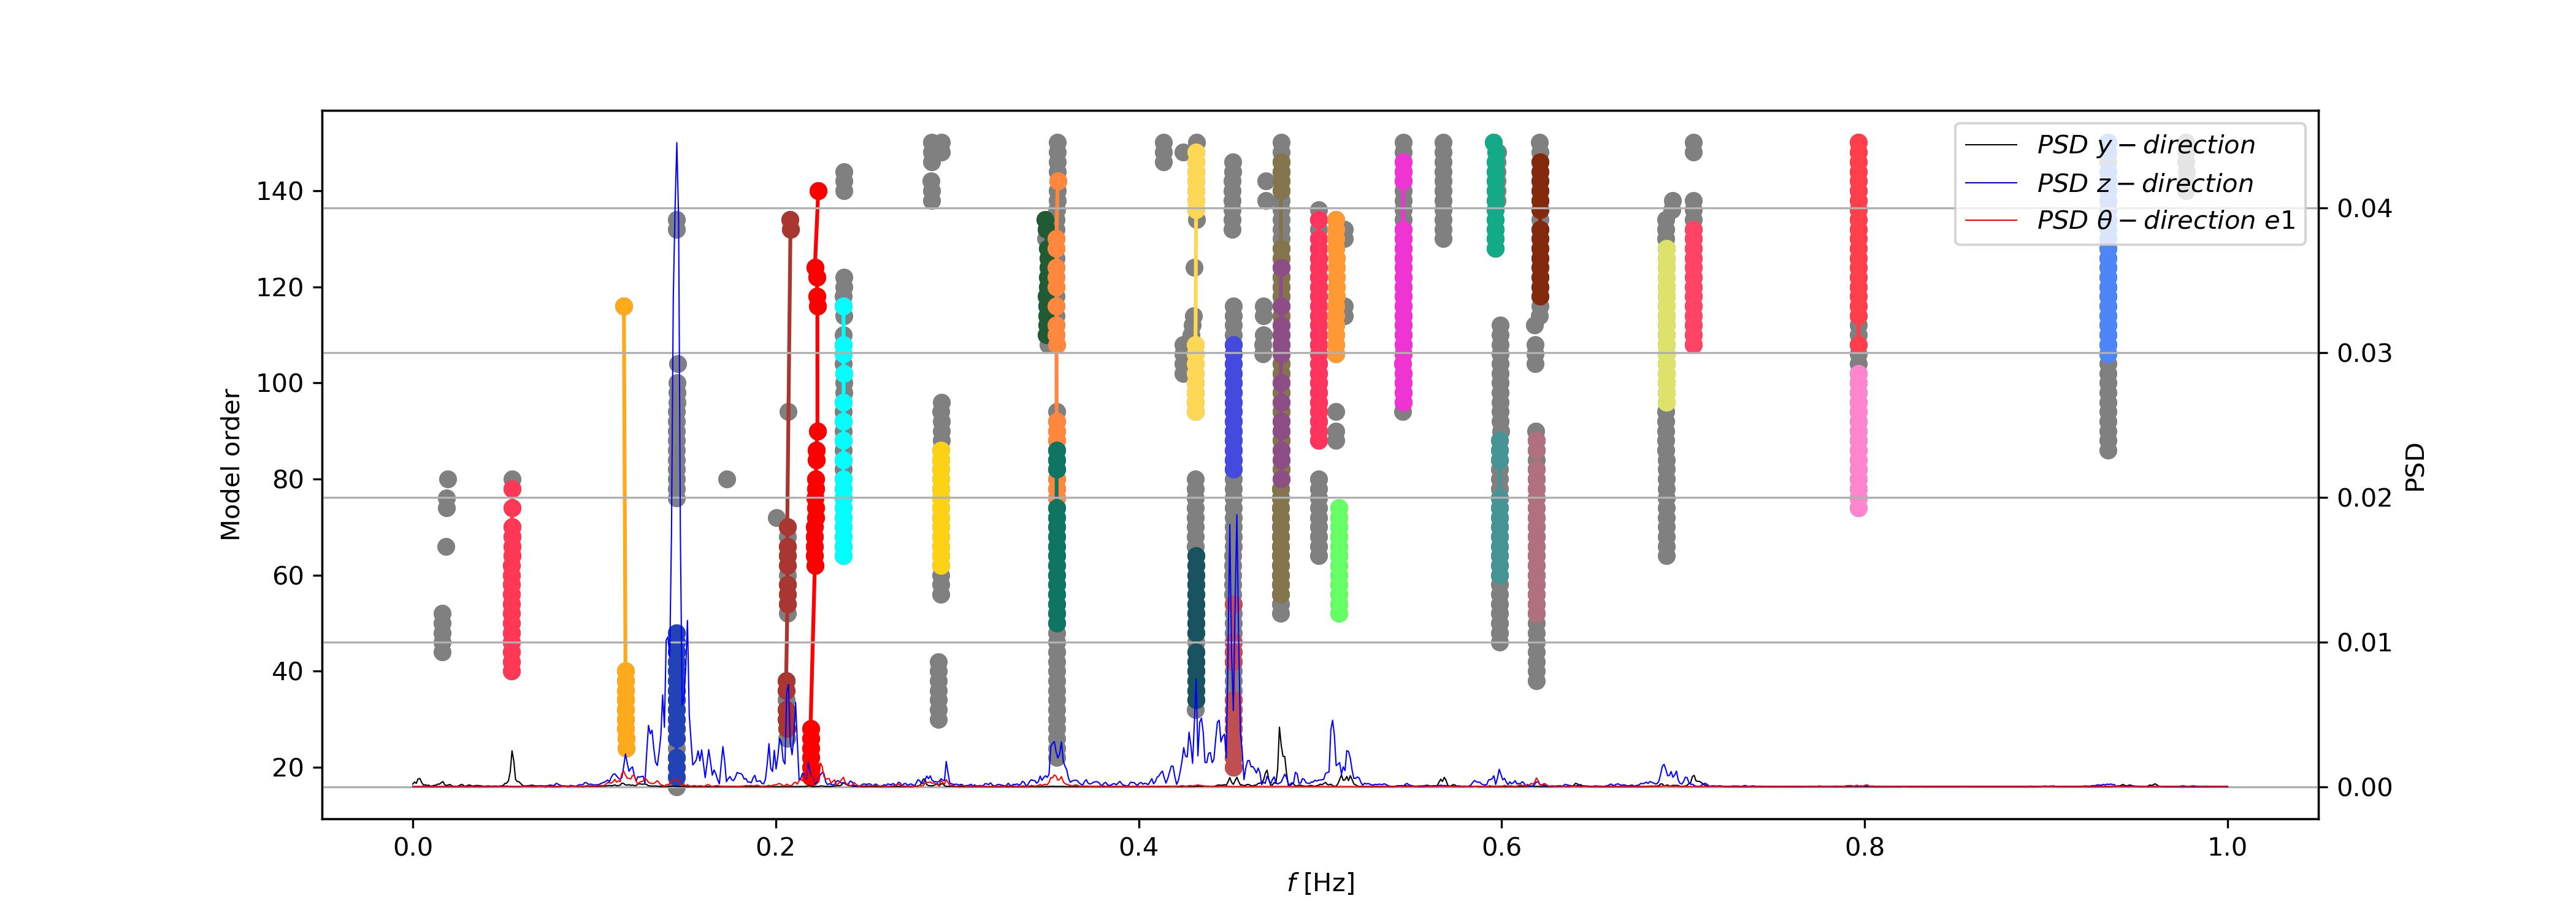 PSD y − direction
PSD z − direction
PSD θ − direction e1
140
120
100
80
60
40
20
Model order
0.04
0.03
0.02
0.01
0.00
PSD
0.0 0.2 0.4 0.6 0.8 1.0
f [Hz]